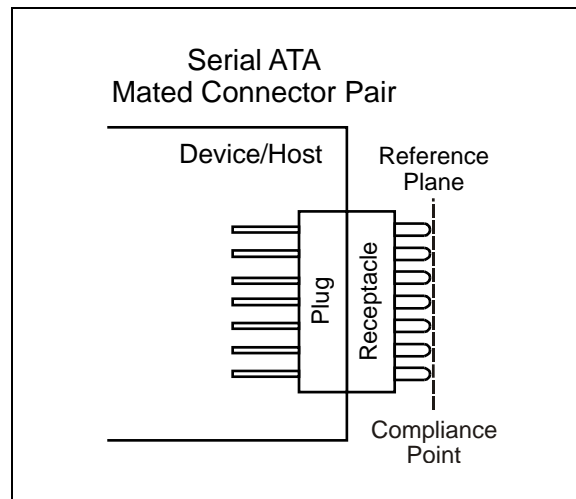 Serial ATA
Mated Connector Pair
Device/Host
Reference
Plane
Plug
Receptacle
Compliance
Point